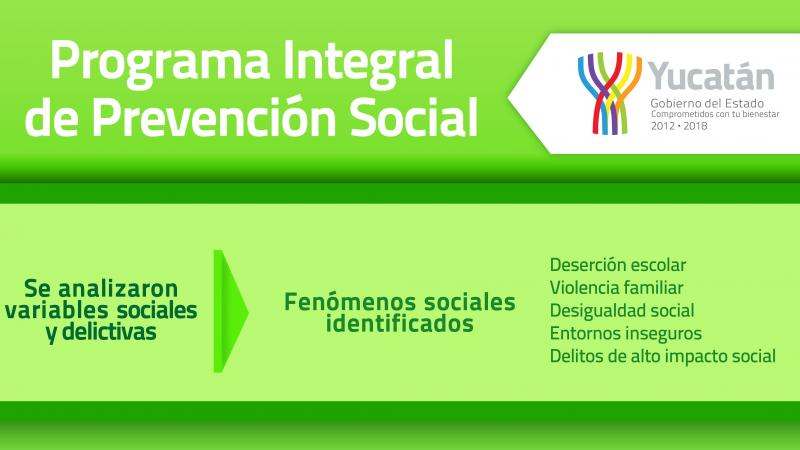 Programa Integral
de Prevención Social
Yucatán
Gobierno del Estado
Comprometidos con tu bienestar
2012 • 2018
Se analizaron
variables sociales
y delictivas
Fenómenos sociales
identificados
Deserción escolar
Violencia familiar
Desigualdad social
Entornos inseguros
Delitos de alto impacto social